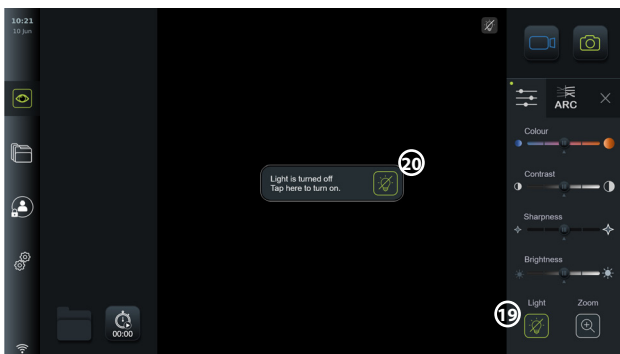 10:21
10 Jun
ARC
Colour
20
Light is turned off
Tap here to turn on.
Contrast
Sharpness
Brightness
19
Light
Zoom
00:00